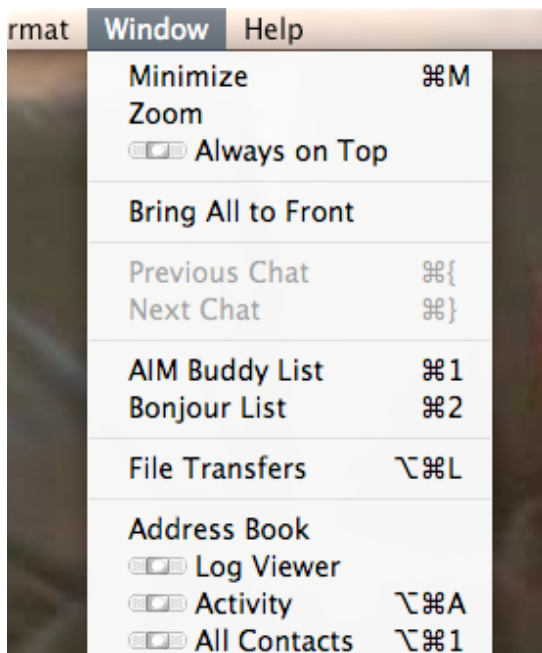 rmat Window Help
Minimize ⌘M
Zoom
Always on Top
Bring All to Front
Previous Chat ⌘{
Next Chat ⌘}
AIM Buddy List ⌘1
Bonjour List ⌘2
File Transfers ⌥⌘L
Address Book
Log Viewer
Activity ⌥⌘A
All Contacts ⌥⌘1